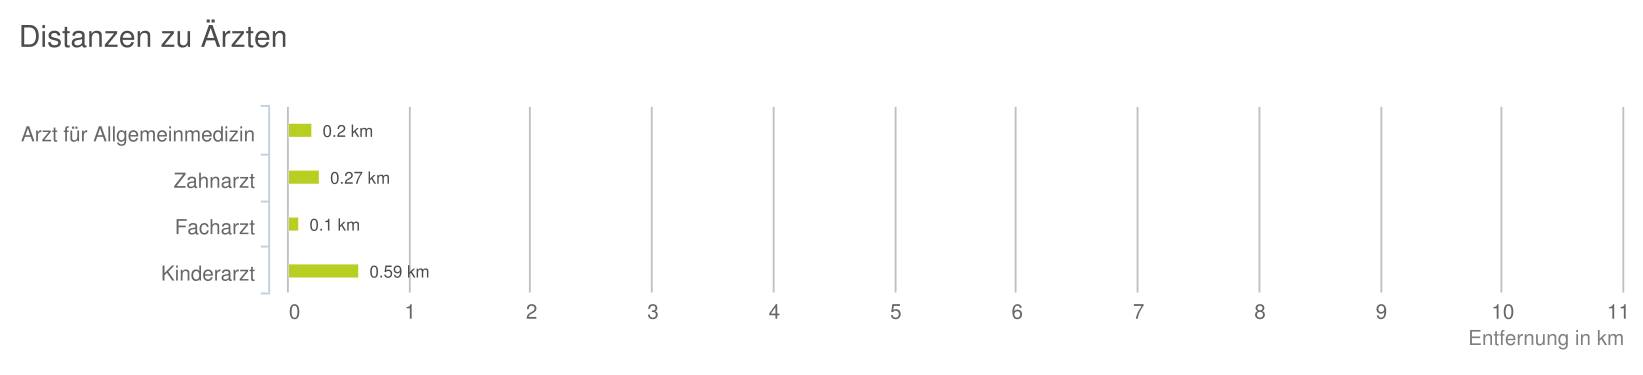 Distanzen zu Ärzten
Arzt für Allgemeinmedizin 0.2 km
Zahnarzt 0.27 km
Facharzt 0.1 km
Kinderarzt 0.59 km
0 1 2 3 4 5 6 7 8 9 10 11
Entfernung in km